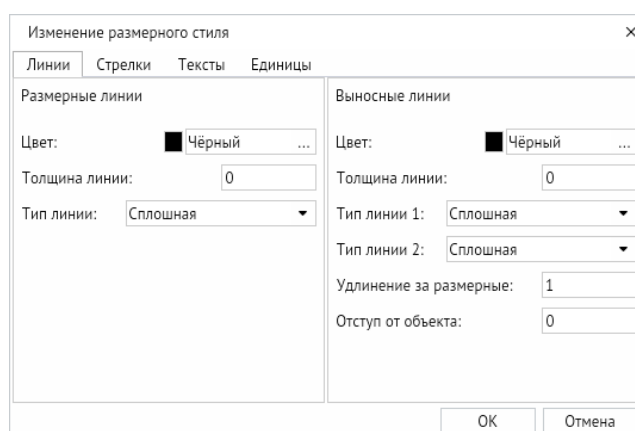 Изменение размерного стиля
Линии Стрелки Тексты Единицы
Размерные линии
Цвет: Чёрный ...
Толщина линии: 0
Тип линии: Сплошная
Выносные линии
Цвет: Чёрный ...
Толщина линии: 0
Тип линии 1: Сплошная
Тип линии 2: Сплошная
Удлинение за размерные: 1
Отступ от объекта: 0
OK Отмена